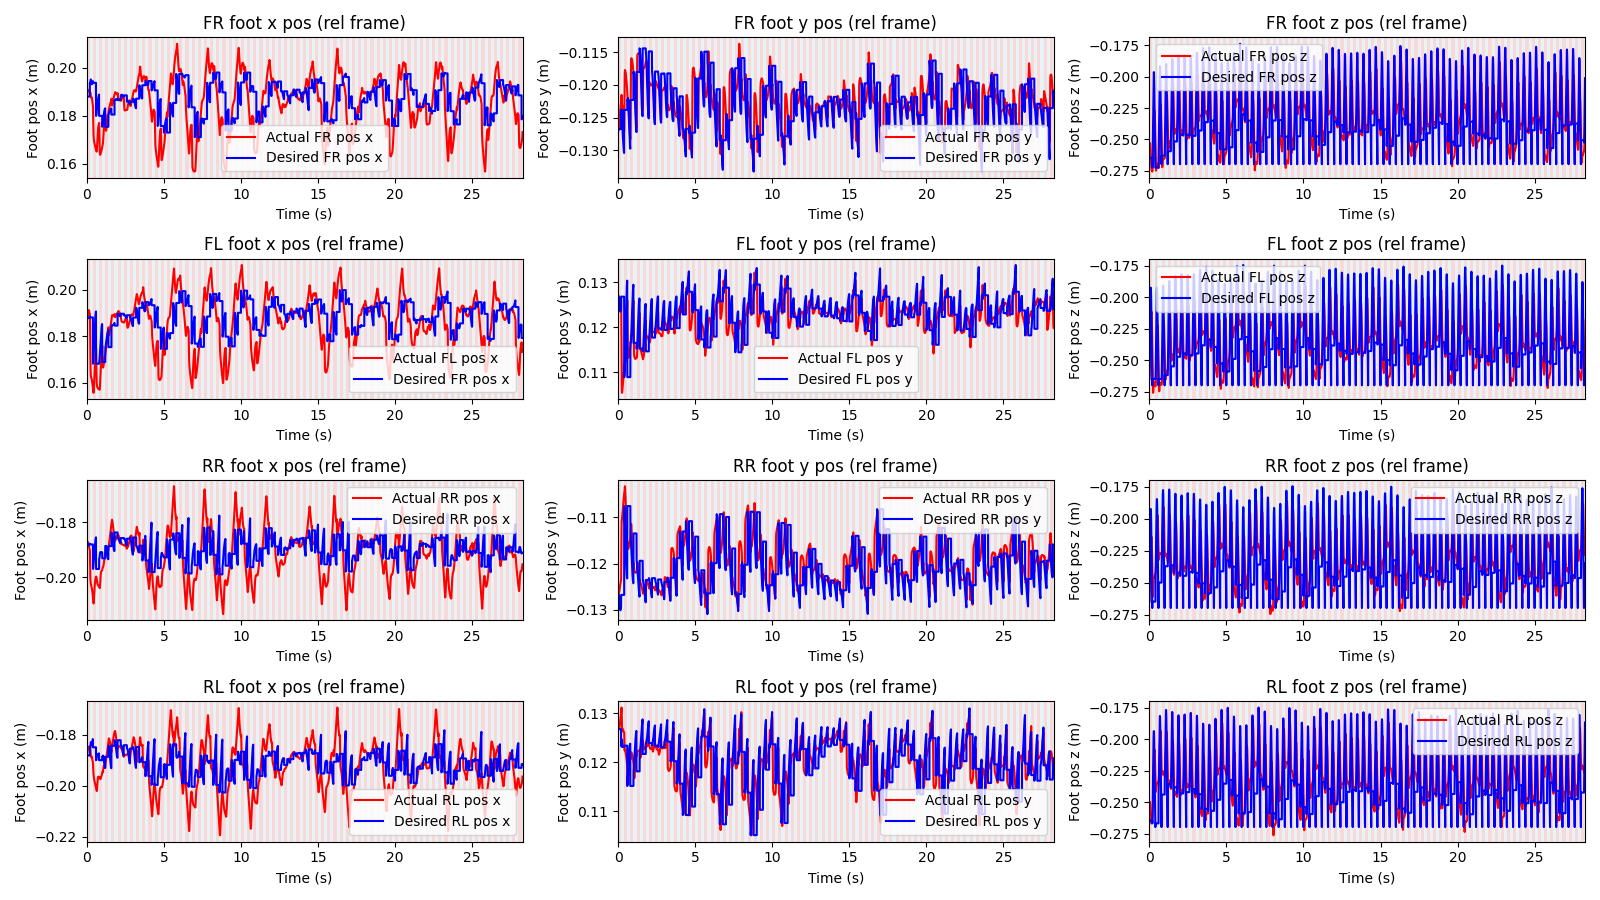 FR foot x pos (rel frame)
Foot pos x (m)
0.20
0.18
0.16
Actual FR pos x
Desired FR pos x
0 5 10 15 20 25
Time (s)
FR foot y pos (rel frame)
Foot pos y (m)
−0.115
−0.120
−0.125
−0.130
Actual FR pos y
Desired FR pos y
0 5 10 15 20 25
Time (s)
FR foot z pos (rel frame)
Foot pos z (m)
−0.175
−0.200
−0.225
−0.250
−0.275
Actual FR pos z
Desired FR pos z
0 5 10 15 20 25
Time (s)
FL foot x pos (rel frame)
Foot pos x (m)
0.20
0.18
0.16
Actual FL pos x
Desired FR pos x
0 5 10 15 20 25
Time (s)
FL foot y pos (rel frame)
Foot pos y (m)
0.13
0.12
0.11
Actual FL pos y
Desired FL pos y
0 5 10 15 20 25
Time (s)
FL foot z pos (rel frame)
Foot pos z (m)
−0.175
−0.200
−0.225
−0.250
−0.275
Actual FL pos z
Desired FL pos z
0 5 10 15 20 25
Time (s)
RR foot x pos (rel frame)
Foot pos x (m)
−0.18
−0.20
Actual RR pos x
Desired RR pos x
0 5 10 15 20 25
Time (s)
RR foot y pos (rel frame)
Foot pos y (m)
−0.11
−0.12
−0.13
Actual RR pos y
Desired RR pos y
0 5 10 15 20 25
Time (s)
RR foot z pos (rel frame)
Foot pos z (m)
−0.175
−0.200
−0.225
−0.250
−0.275
Actual RR pos z
Desired RR pos z
0 5 10 15 20 25
Time (s)
RL foot x pos (rel frame)
Foot pos x (m)
−0.18
−0.20
−0.22
Actual RL pos x
Desired RL pos x
0 5 10 15 20 25
Time (s)
RL foot y pos (rel frame)
Foot pos y (m)
0.13
0.12
0.11
Actual RL pos y
Desired RL pos y
0 5 10 15 20 25
Time (s)
RL foot z pos (rel frame)
Foot pos z (m)
−0.175
−0.200
−0.225
−0.250
−0.275
Actual RL pos z
Desired RL pos z
0 5 10 15 20 25
Time (s)